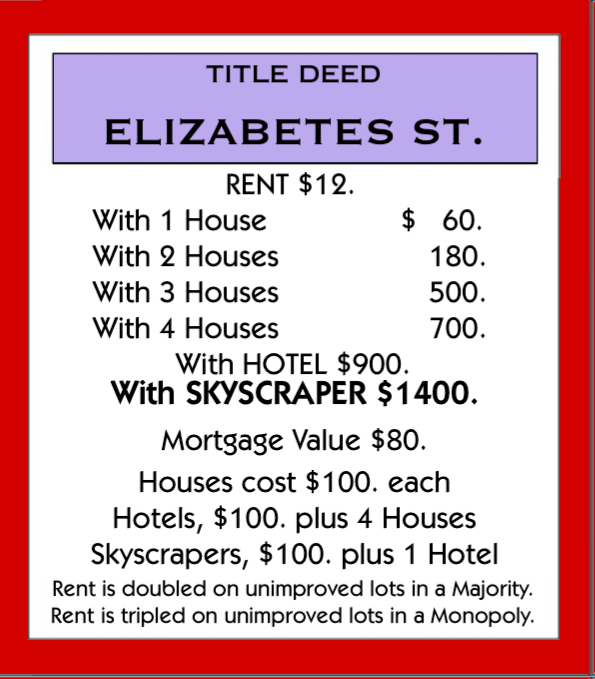 TITLE DEED
ELIZABETES ST.
RENT $12.
With 1 House $ 60.
With 2 Houses 180.
With 3 Houses 500.
With 4 Houses 700.
With HOTEL $900.
With SKYSCRAPER $1400.
Mortgage Value $80.
Houses cost $100. each
Hotels, $100. plus 4 Houses
Skyscrapers, $100. plus 1 Hotel
Rent is doubled on unimproved lots in a Majority.
Rent is tripled on unimproved lots in a Monopoly.